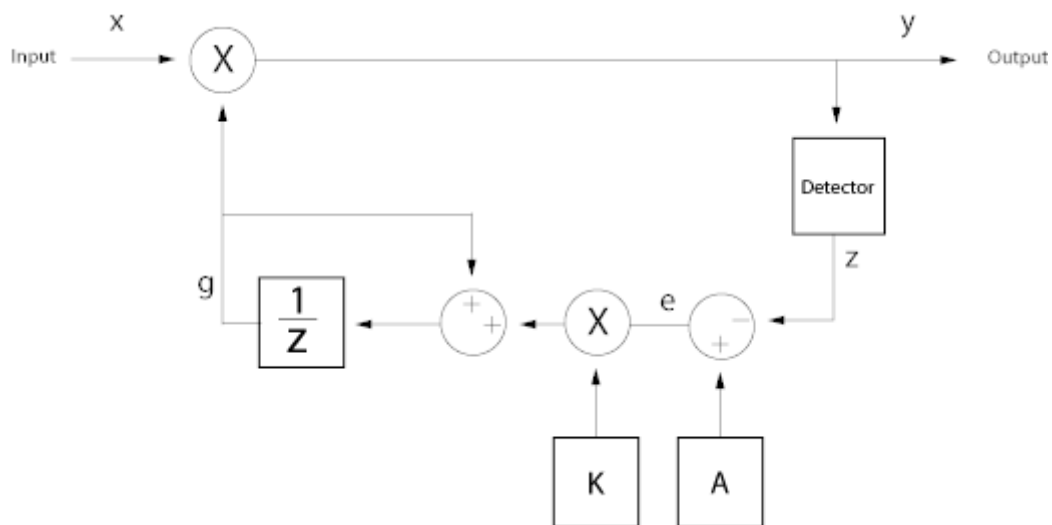 x
y
Input
X
Output
Detector
z
g
e
1
z
+
+
X
−
+
K
A